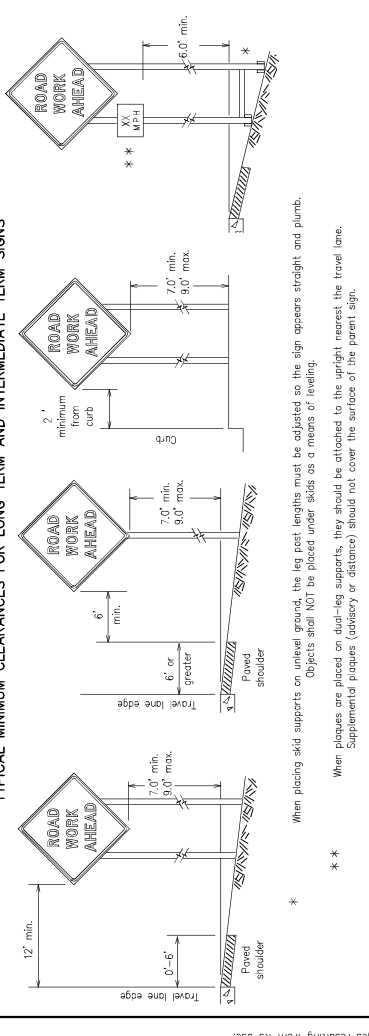 TYPICAL MINIMUM CLEARANCES FOR LONG TERM AND INTERMEDIATE TERM SIGNS
12' min.
ROAD
WORK
AHEAD
7.0' min.
9.0' max.
0'-6'
Travel lane edge
Paved
shoulder
ROAD
WORK
AHEAD
6'
min.
7.0' min.
9.0' max.
6' or
greater
Travel lane edge
Paved
shoulder
ROAD
WORK
AHEAD
2'
minimum
from
curb
7.0' min.
9.0' max.
Curb
ROAD
WORK
AHEAD
XX
MPH
* *
6.0' min.
*
* When placing skid supports on unlevel ground, the leg post lengths must be adjusted so the sign appears straight and plumb.
Objects shall NOT be placed under skids as a means of leveling.
* * When plaques are placed on dual-leg supports, they should be attached to the upright nearest the travel lane.
Supplemental plaques (advisory or distance) should not cover the surface of the parent sign.
resulting from its use.